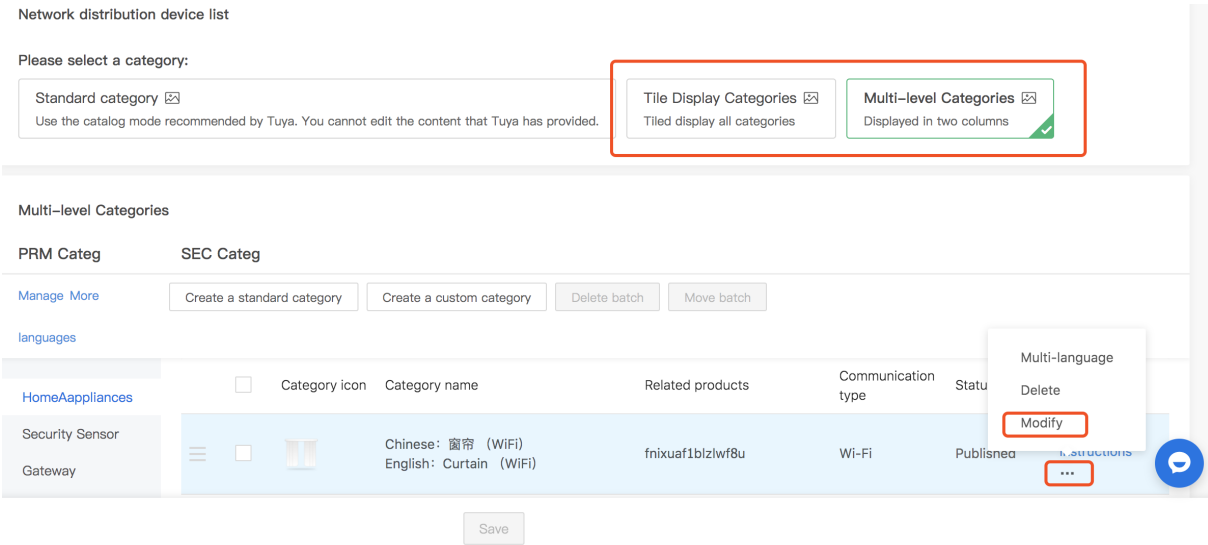 Network distribution device list
Please select a category:
Standard category
Use the catalog mode recommended by Tuya. You cannot edit the content that Tuya has provided.
Tile Display Categories
Tiled display all categories
Multi-level Categories
Displayed in two columns
Multi-level Categories
PRM Categ
SEC Categ
Manage More
languages
Create a standard category
Create a custom category
Delete batch
Move batch
HomeAappliances
Security Sensor
Gateway
Category icon
Category name
Related products
Communication
type
Statu
Multi-language
Delete
Modify
Chinese：窗帘 （WiFi）
English：Curtain （WiFi）
fnixuaf1blzlwf8u
Wi-Fi
Published
Instructions
...
Save